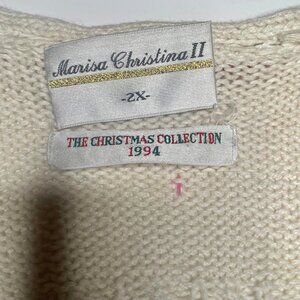 Marisa Christina II
-2X-
THE CHRISTMAS COLLECTION
1994